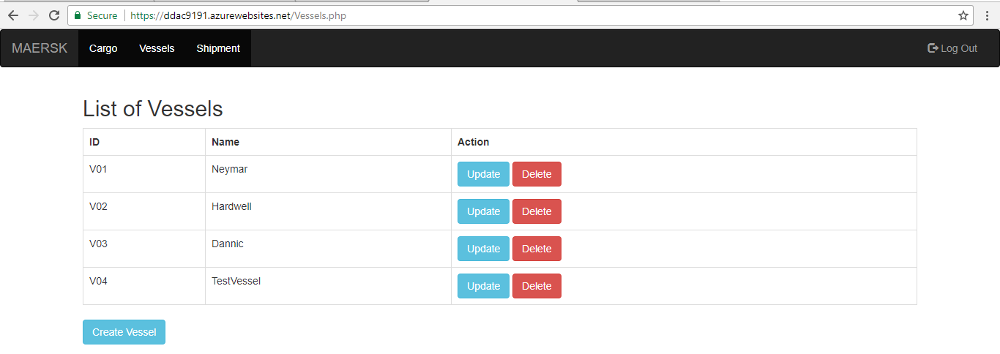 Secure https://ddac9191.azurewebsites.net/Vessels.php
MAERSK Cargo Vessels Shipment Log Out
List of Vessels
ID Name Action
V01 Neymar Update Delete
V02 Hardwell Update Delete
V03 Dannic Update Delete
V04 TestVessel Update Delete
Create Vessel